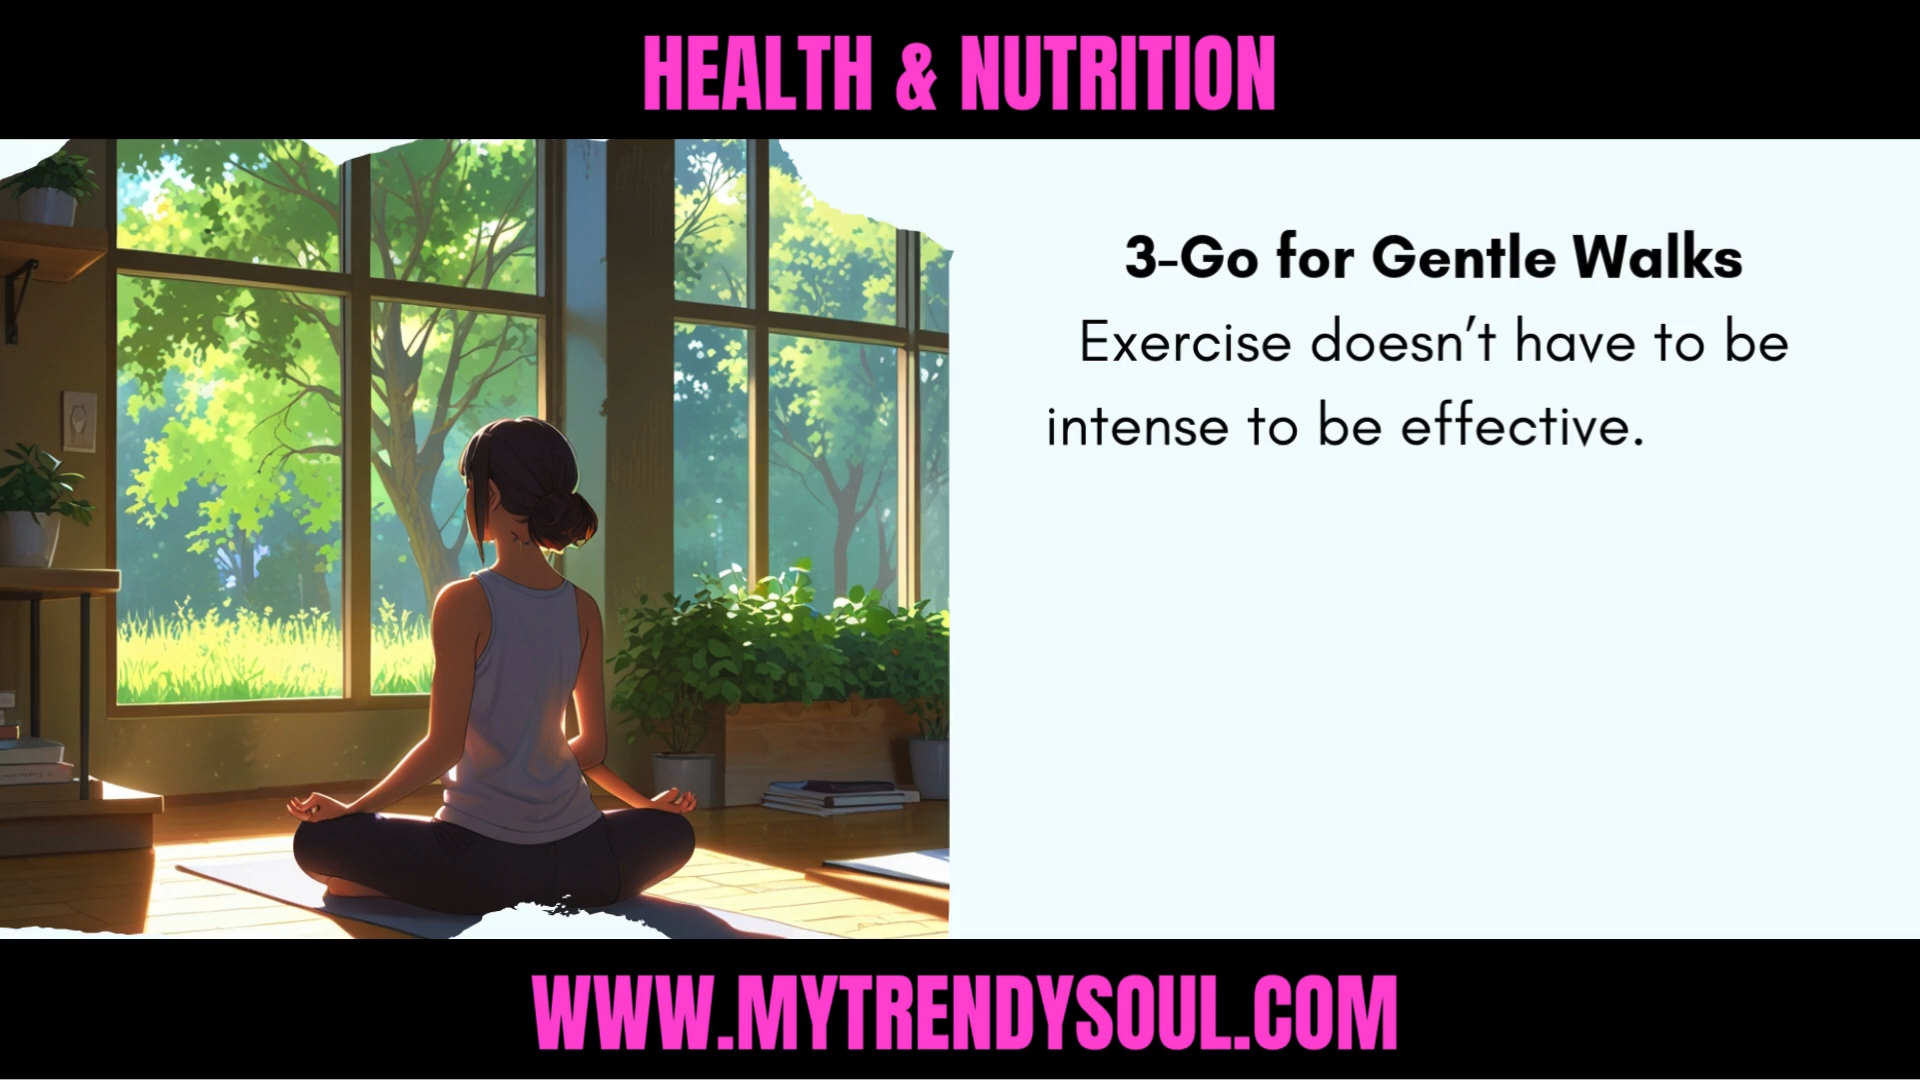 HEALTH & NUTRITION
3-Go for Gentle Walks
Exercise doesn’t have to be
intense to be effective.
WWW.MYTRENDYSOUL.COM